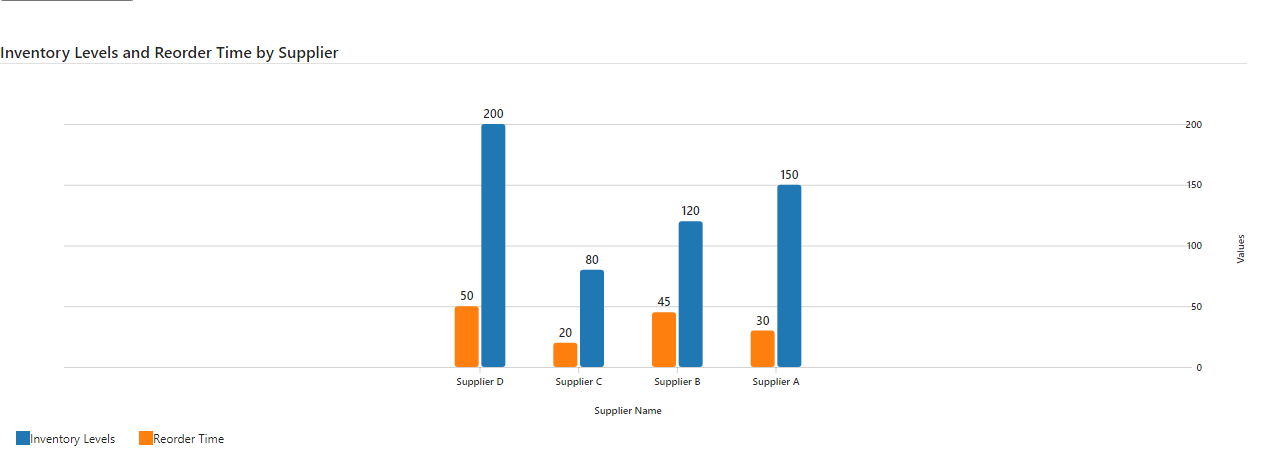 Inventory Levels and Reorder Time by Supplier
200
200
150
150
120
100
80
Values
50
50
45
30
20
0
Supplier D Supplier C Supplier B Supplier A
Supplier Name
Inventory Levels Reorder Time